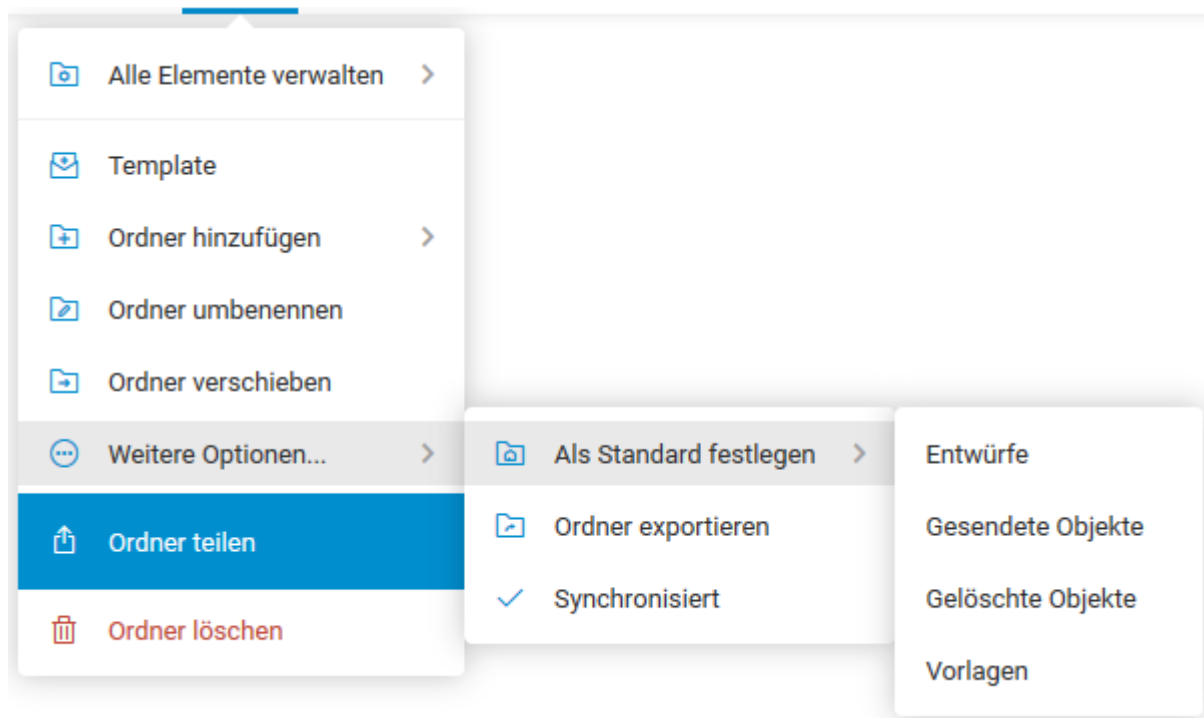 Alle Elemente verwalten
Template
Ordner hinzufügen
Ordner umbenennen
Ordner verschieben
Weitere Optionen...
Ordner teilen
Ordner löschen
Als Standard festlegen
Ordner exportieren
Synchronisiert
Entwürfe
Gesendete Objekte
Gelöschte Objekte
Vorlagen